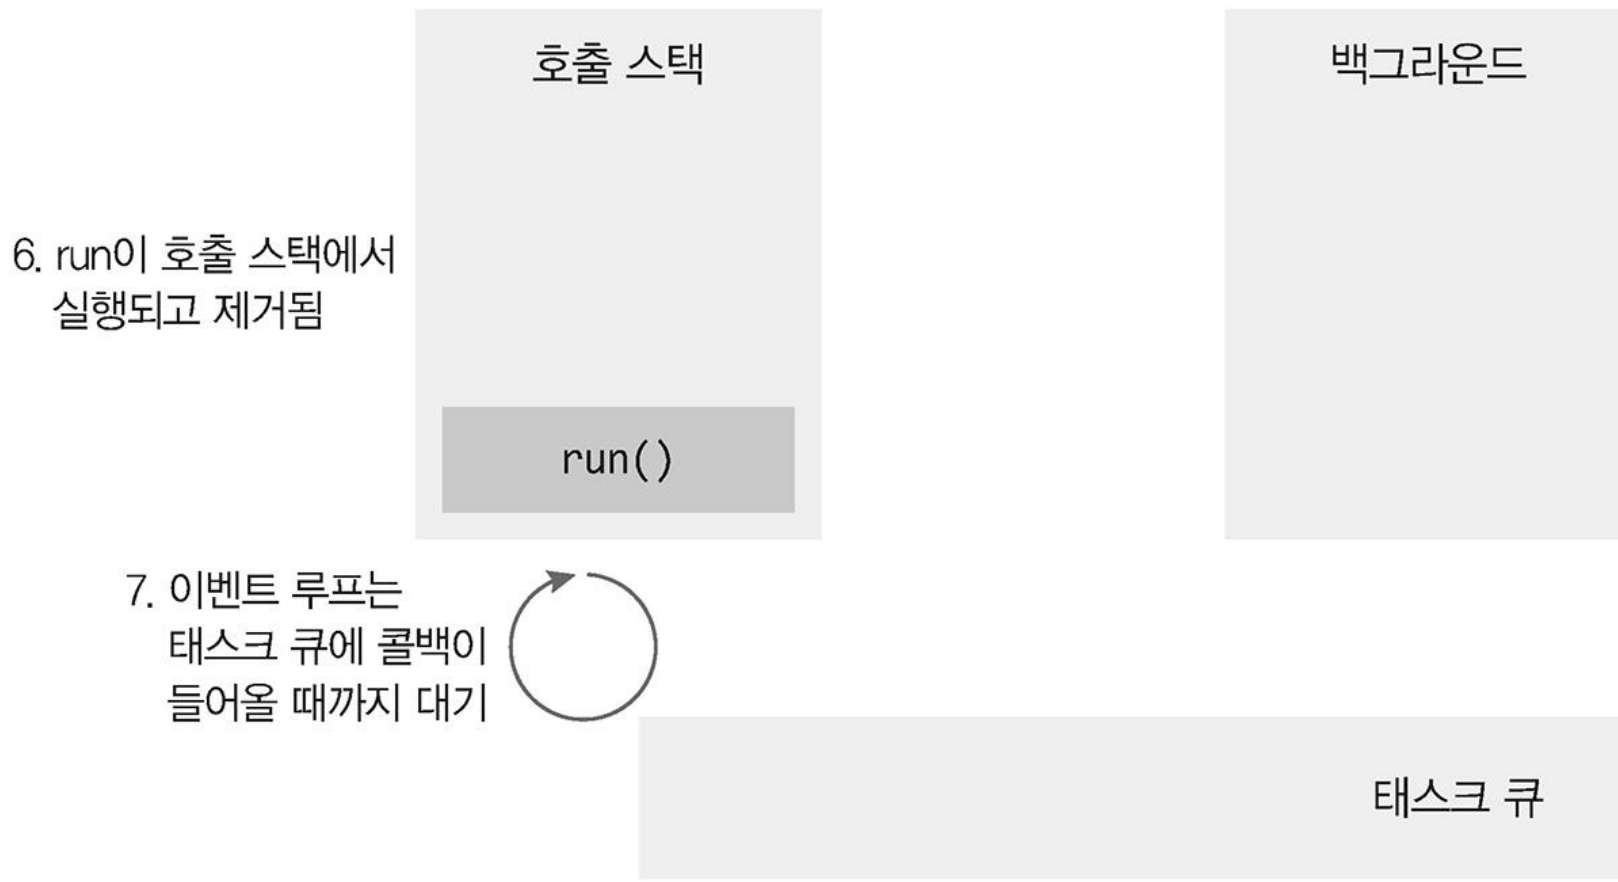 호출 스택
백그라운드
6. run이 호출 스택에서
실행되고 제거됨
run()
7. 이벤트 루프는
태스크 큐에 콜백이
들어올 때까지 대기
태스크 큐